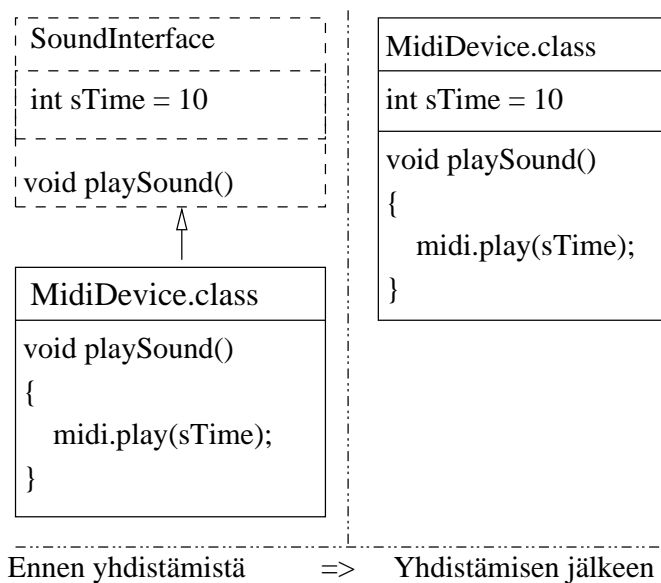 SoundInterface
int sTime = 10
void playSound()
MidiDevice.class
void playSound()
{
midi.play(sTime);
}
MidiDevice.class
int sTime = 10
void playSound()
{
midi.play(sTime);
}
Ennen yhdistämistä => Yhdistämisen jälkeen